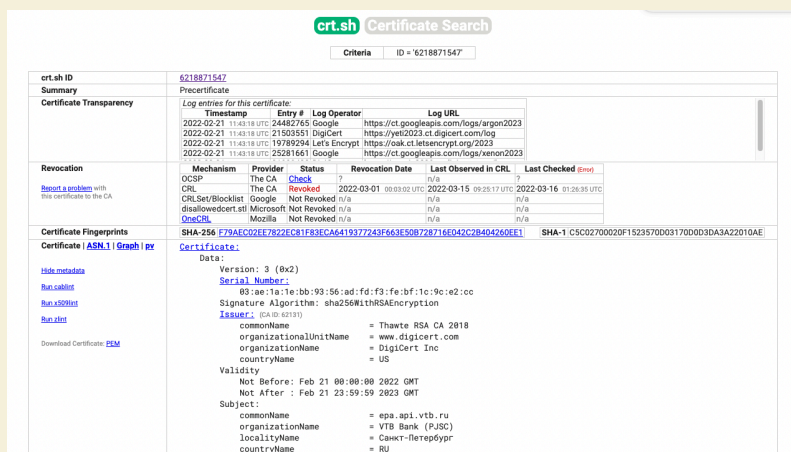 crt.sh Certificate Search
Criteria ID = '6218871547'
crt.sh ID 6218871547
Summary Precertificate
Certificate Transparency Log entries for this certificate:
Timestamp Entry # Log Operator Log URL
2022-02-21 11:43:18 UTC 24482765 Google https://ct.googleapis.com/logs/argon2023
2022-02-21 11:43:18 UTC 21503551 DigiCert https://yeti2023.ct.digicert.com/log
2022-02-21 11:43:18 UTC 19789294 Let's Encrypt https://oak.ct.letsencrypt.org/2023
2022-02-21 11:43:18 UTC 25281661 Google https://ct.googleapis.com/logs/xenon2023
Revocation Mechanism Provider Status Revocation Date Last Observed in CRL Last Checked (Error)
OCSP The CA Check ? n/a ?
Report a problem with this certificate to the CA
CRL The CA Revoked 2022-03-01 00:03:02 UTC 2022-03-15 09:25:17 UTC 2022-03-16 01:26:35 UTC
CRLSet/Blocklist Google Not Revoked n/a n/a n/a
disallowedcert.stl Microsoft Not Revoked n/a n/a n/a
OneCRL Mozilla Not Revoked n/a n/a n/a
Certificate Fingerprints SHA-256 F79AEC02EE7822EC81F83ECA6419377243F663E50B728716E042C2B404260EE1 SHA-1 C5C02700020F1523570D03170D0D3DA3A22010AE
Certificate | ASN.1 | Graph | pv
Hide metadata
Run cablint
Run x509lint
Run zlint
Download Certificate: PEM
Certificate:
Data:
Version: 3 (0x2)
Serial Number:
03:ae:1a:1e:bb:93:56:ad:fd:f3:fe:bf:1c:9c:e2:cc
Signature Algorithm: sha256WithRSAEncryption
Issuer: (CA ID: 62131)
commonName = Thawte RSA CA 2018
organizationalUnitName = www.digicert.com
organizationName = DigiCert Inc
countryName = US
Validity
Not Before: Feb 21 00:00:00 2022 GMT
Not After : Feb 21 23:59:59 2023 GMT
Subject:
commonName = epa.api.vtb.ru
organizationName = VTB Bank (PJSC)
localityName = Санкт-Петербург
countryName = RU